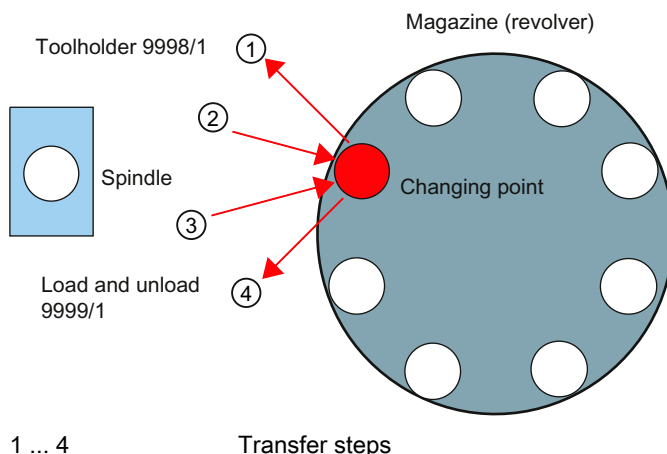 Magazine (revolver)
Toolholder 9998/1
1
2
Spindle
Changing point
3
Load and unload
9999/1
4
1 ... 4 Transfer steps